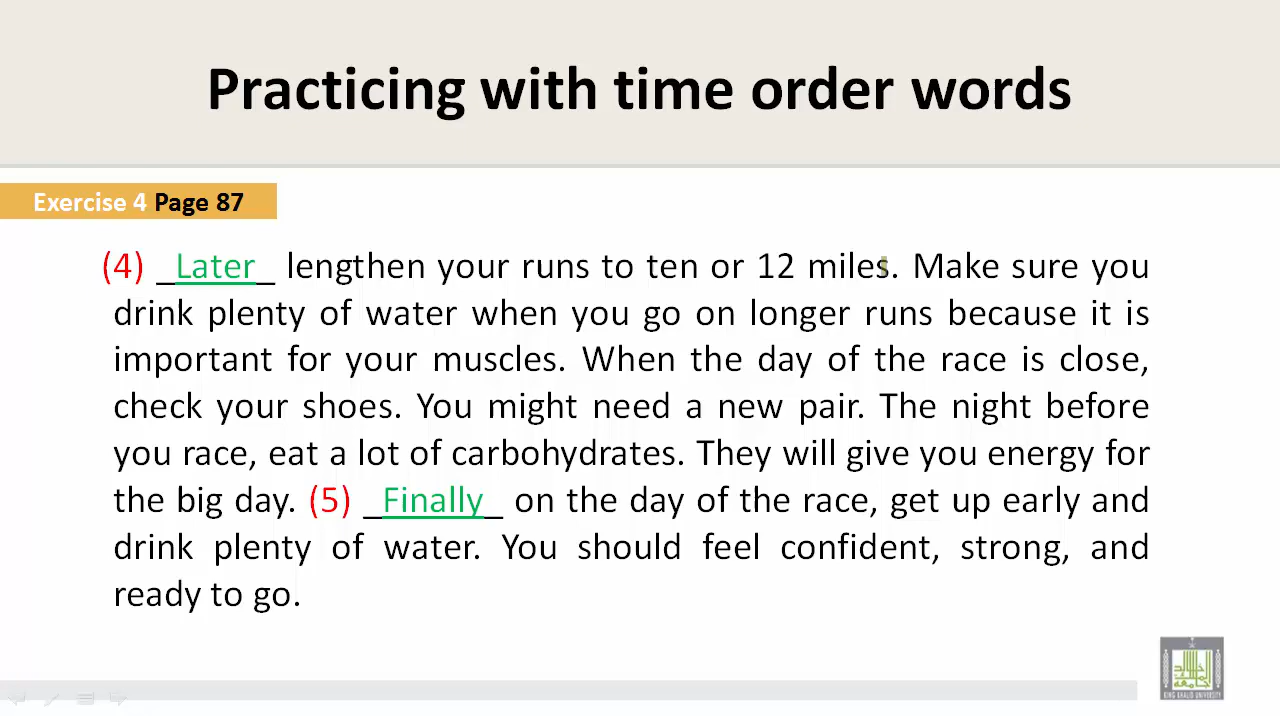 Practicing with time order words
Exercise 4 Page 87
(4) _Later_ lengthen your runs to ten or 12 miles. Make sure you
drink plenty of water when you go on longer runs because it is
important for your muscles. When the day of the race is close,
check your shoes. You might need a new pair. The night before
you race, eat a lot of carbohydrates. They will give you energy for
the big day. (5) _Finally_ on the day of the race, get up early and
drink plenty of water. You should feel confident, strong, and
ready to go.
KING KHALID UNIVERSITY